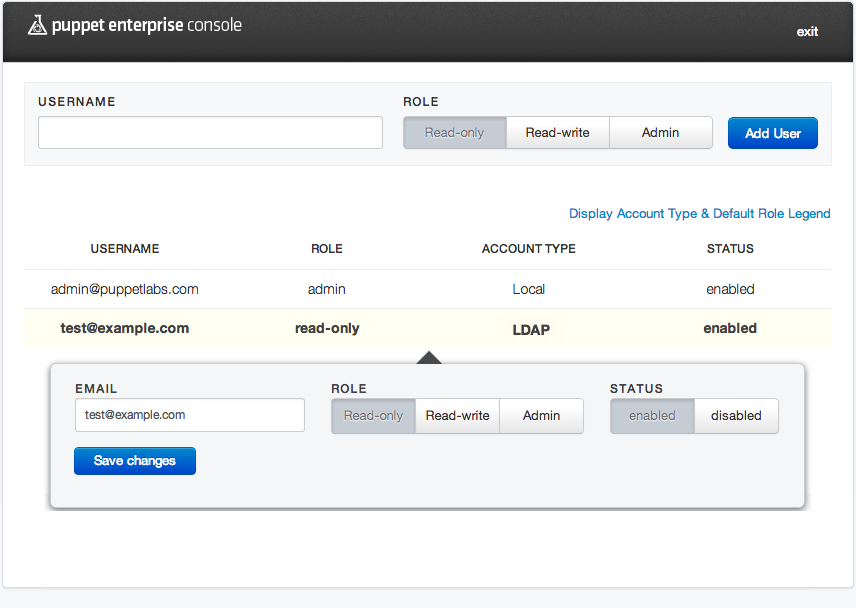 puppet enterprise console
exit
USERNAME ROLE
Read-only Read-write Admin Add User
Display Account Type & Default Role Legend
USERNAME ROLE ACCOUNT TYPE STATUS
admin@puppetlabs.com admin Local enabled
test@example.com read-only LDAP enabled
EMAIL ROLE STATUS
test@example.com Read-only Read-write Admin enabled disabled
Save changes